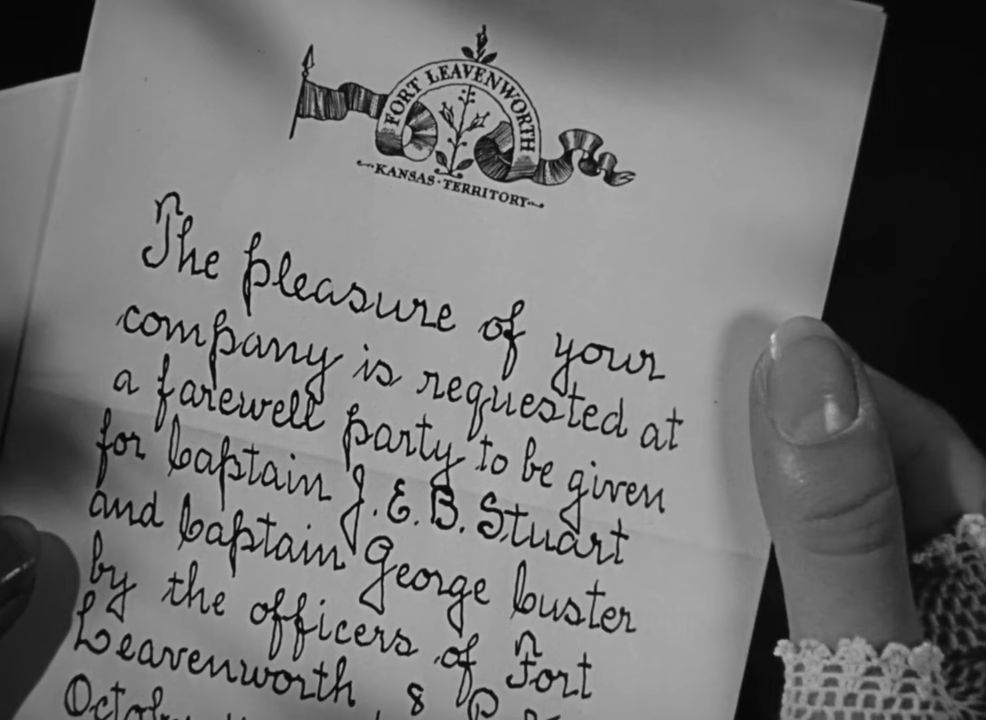 FORT LEAVENWORTH
KANSAS · TERRITORY
The pleasure of your
company is requested at
a farewell party to be given
for Captain J. E. B. Stuart
and Captain George Custer
by the officers of Fort
Leavenworth, 8 P.